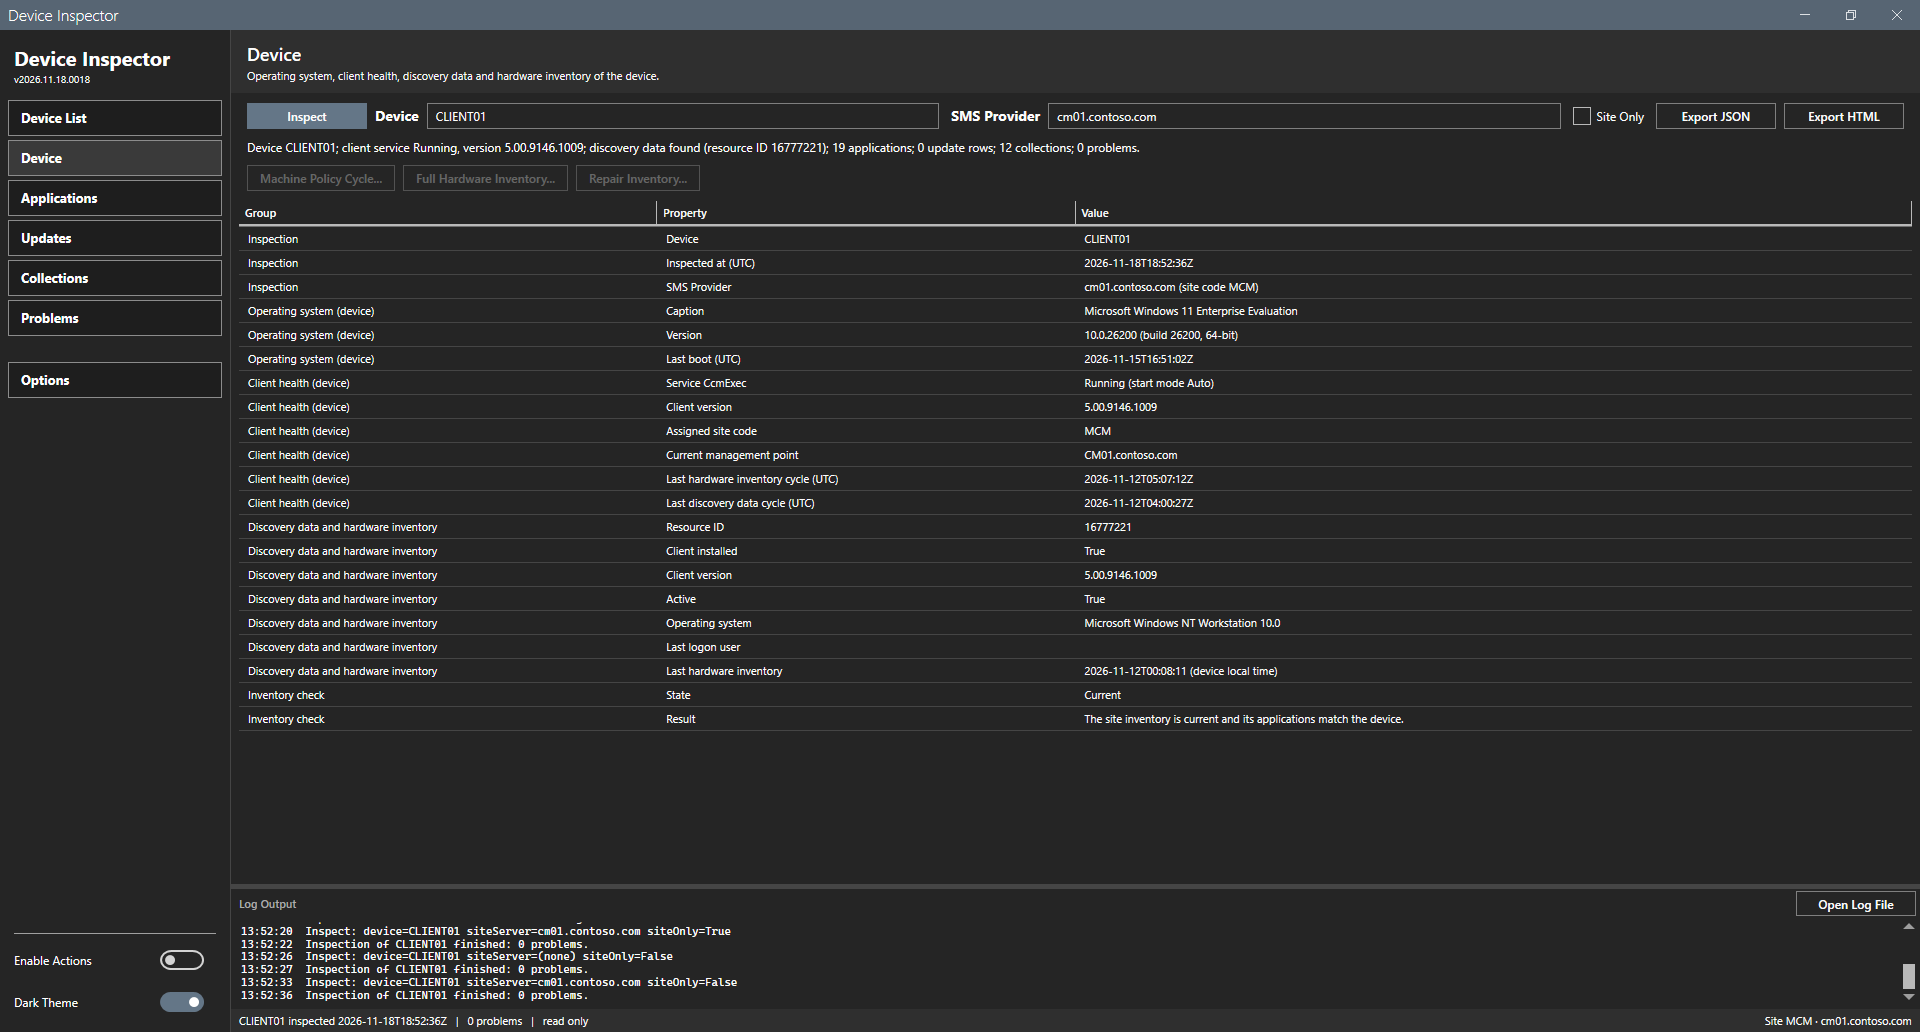 Device Inspector
Device Inspector
v2026.11.18.0018
Device List
Device
Applications
Updates
Collections
Problems
Options
Enable Actions
Dark Theme
Device
Operating system, client health, discovery data and hardware inventory of the device.
Inspect Device CLIENT01 SMS Provider cm01.contoso.com Site Only Export JSON Export HTML
Device CLIENT01; client service Running, version 5.00.9146.1009; discovery data found (resource ID 16777221); 19 applications; 0 update rows; 12 collections; 0 problems.
Machine Policy Cycle... Full Hardware Inventory... Repair Inventory...
Group Property Value
Inspection Device CLIENT01
Inspection Inspected at (UTC) 2026-11-18T18:52:36Z
Inspection SMS Provider cm01.contoso.com (site code MCM)
Operating system (device) Caption Microsoft Windows 11 Enterprise Evaluation
Operating system (device) Version 10.0.26200 (build 26200, 64-bit)
Operating system (device) Last boot (UTC) 2026-11-15T16:51:02Z
Client health (device) Service CcmExec Running (start mode Auto)
Client health (device) Client version 5.00.9146.1009
Client health (device) Assigned site code MCM
Client health (device) Current management point CM01.contoso.com
Client health (device) Last hardware inventory cycle (UTC) 2026-11-12T05:07:12Z
Client health (device) Last discovery data cycle (UTC) 2026-11-12T04:00:27Z
Discovery data and hardware inventory Resource ID 16777221
Discovery data and hardware inventory Client installed True
Discovery data and hardware inventory Client version 5.00.9146.1009
Discovery data and hardware inventory Active True
Discovery data and hardware inventory Operating system Microsoft Windows NT Workstation 10.0
Discovery data and hardware inventory Last logon user
Discovery data and hardware inventory Last hardware inventory 2026-11-12T00:08:11 (device local time)
Inventory check State Current
Inventory check Result The site inventory is current and its applications match the device.
Log Output Open Log File
13:52:20 Inspect: device=CLIENT01 siteServer=cm01.contoso.com siteOnly=True
13:52:22 Inspection of CLIENT01 finished: 0 problems.
13:52:26 Inspect: device=CLIENT01 siteServer=(none) siteOnly=False
13:52:27 Inspection of CLIENT01 finished: 0 problems.
13:52:33 Inspect: device=CLIENT01 siteServer=cm01.contoso.com siteOnly=False
13:52:36 Inspection of CLIENT01 finished: 0 problems.
CLIENT01 inspected 2026-11-18T18:52:36Z | 0 problems | read only Site MCM · cm01.contoso.com